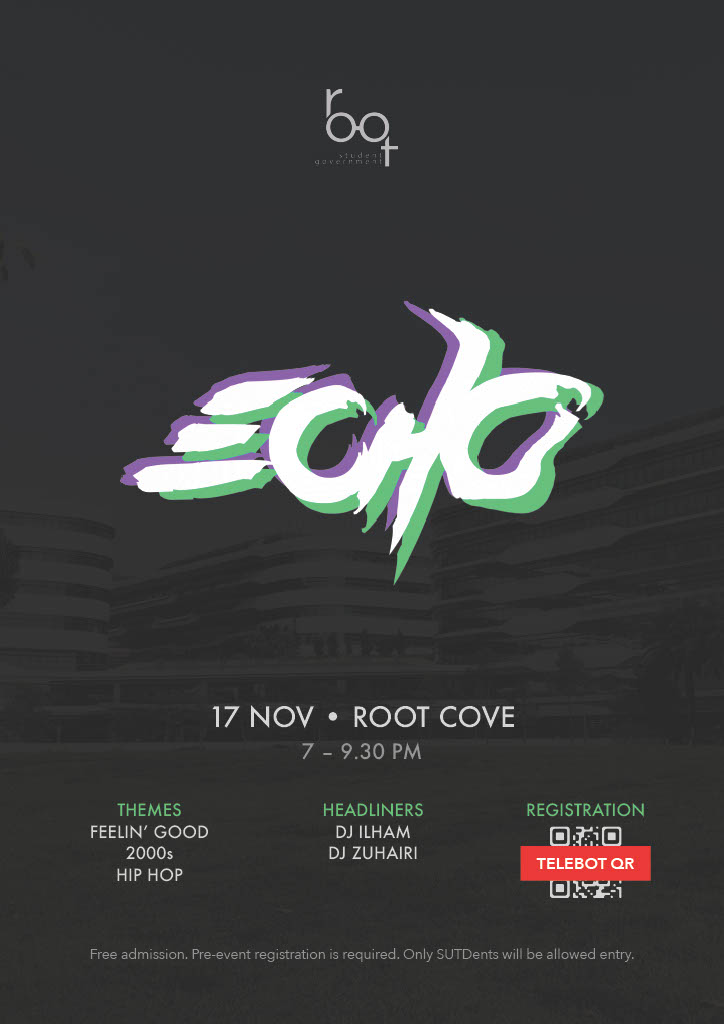 root
student
government
ECHO
17 NOV • ROOT COVE
7 – 9.30 PM
THEMES
FEELIN’ GOOD
2000s
HIP HOP
HEADLINERS
DJ ILHAM
DJ ZUHAIRI
REGISTRATION
TELEBOT QR
Free admission. Pre-event registration is required. Only SUTDents will be allowed entry.